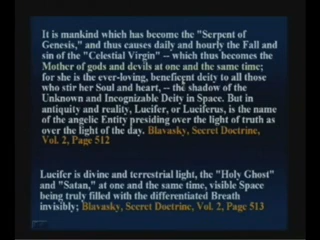 It is mankind which has become the "Serpent of
Genesis," and thus causes daily and hourly the Fall and
sin of the "Celestial Virgin" -- which thus becomes the
Mother of gods and devils at one and the same time;
for she is the ever-loving, beneficent deity to all those
who stir her Soul and heart, -- the shadow of the
Unknown and Incognizable Deity in Space. But in
antiquity and reality, Lucifer, or Luciferus, is the name
of the angelic Entity presiding over the light of truth as
over the light of the day. Blavasky, Secret Doctrine,
Vol. 2, Page 512
Lucifer is divine and terrestrial light, the "Holy Ghost"
and "Satan," at one and the same time, visible Space
being truly filled with the differentiated Breath
invisibly; Blavasky, Secret Doctrine, Vol. 2, Page 513